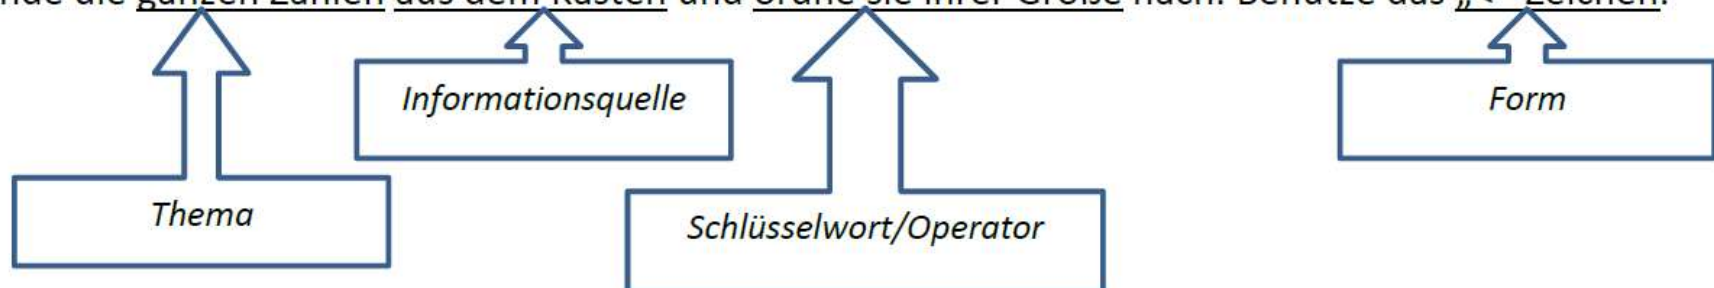 die ganzen Zahlen aus dem Kasten und ordne sie ihrer Größe nach. Benutze das „<“-Zeichen.
Informationsquelle
Form
Thema
Schlüsselwort/Operator